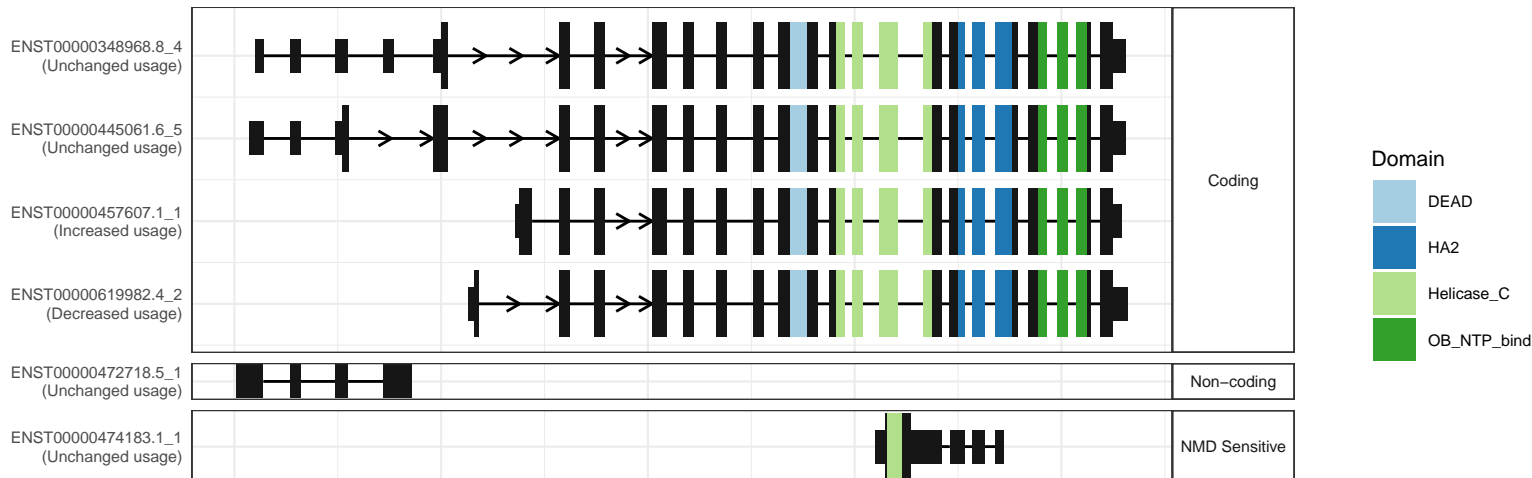 ENST00000348968.8_4
(Unchanged usage)
ENST00000445061.6_5
(Unchanged usage)
ENST00000457607.1_1
(Increased usage)
ENST00000619982.4_2
(Decreased usage)
Coding
ENST00000472718.5_1
(Unchanged usage)
Non−coding
ENST00000474183.1_1
(Unchanged usage)
NMD Sensitive
Domain
DEAD
HA2
Helicase_C
OB_NTP_bind